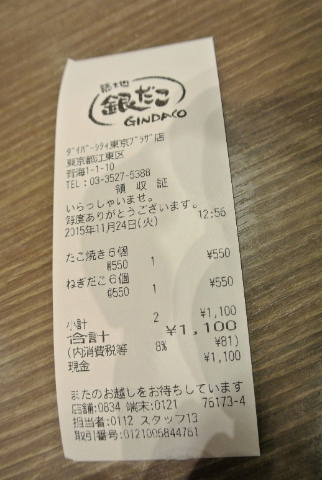 築地
銀だこ
GINDACO
ダイバーシティ東京プラザ店
東京都江東区
青海1-1-10
TEL：03-3527-5388
領収証
いらっしゃいませ。
毎度ありがとうございます。
2015年11月24日(火) 12:56
たこ焼き6個
@550 1 ¥550
ねぎだこ6個
@550 1 ¥550
小計 2 ¥1,100
合計 ¥1,100
(内消費税等 8% ¥81)
現金 ¥1,100
またのお越しをお待ちしています
店舗:0834 端末:0121 76173-4
担当者:0112 スタッフ13
取引番号:0121005844761